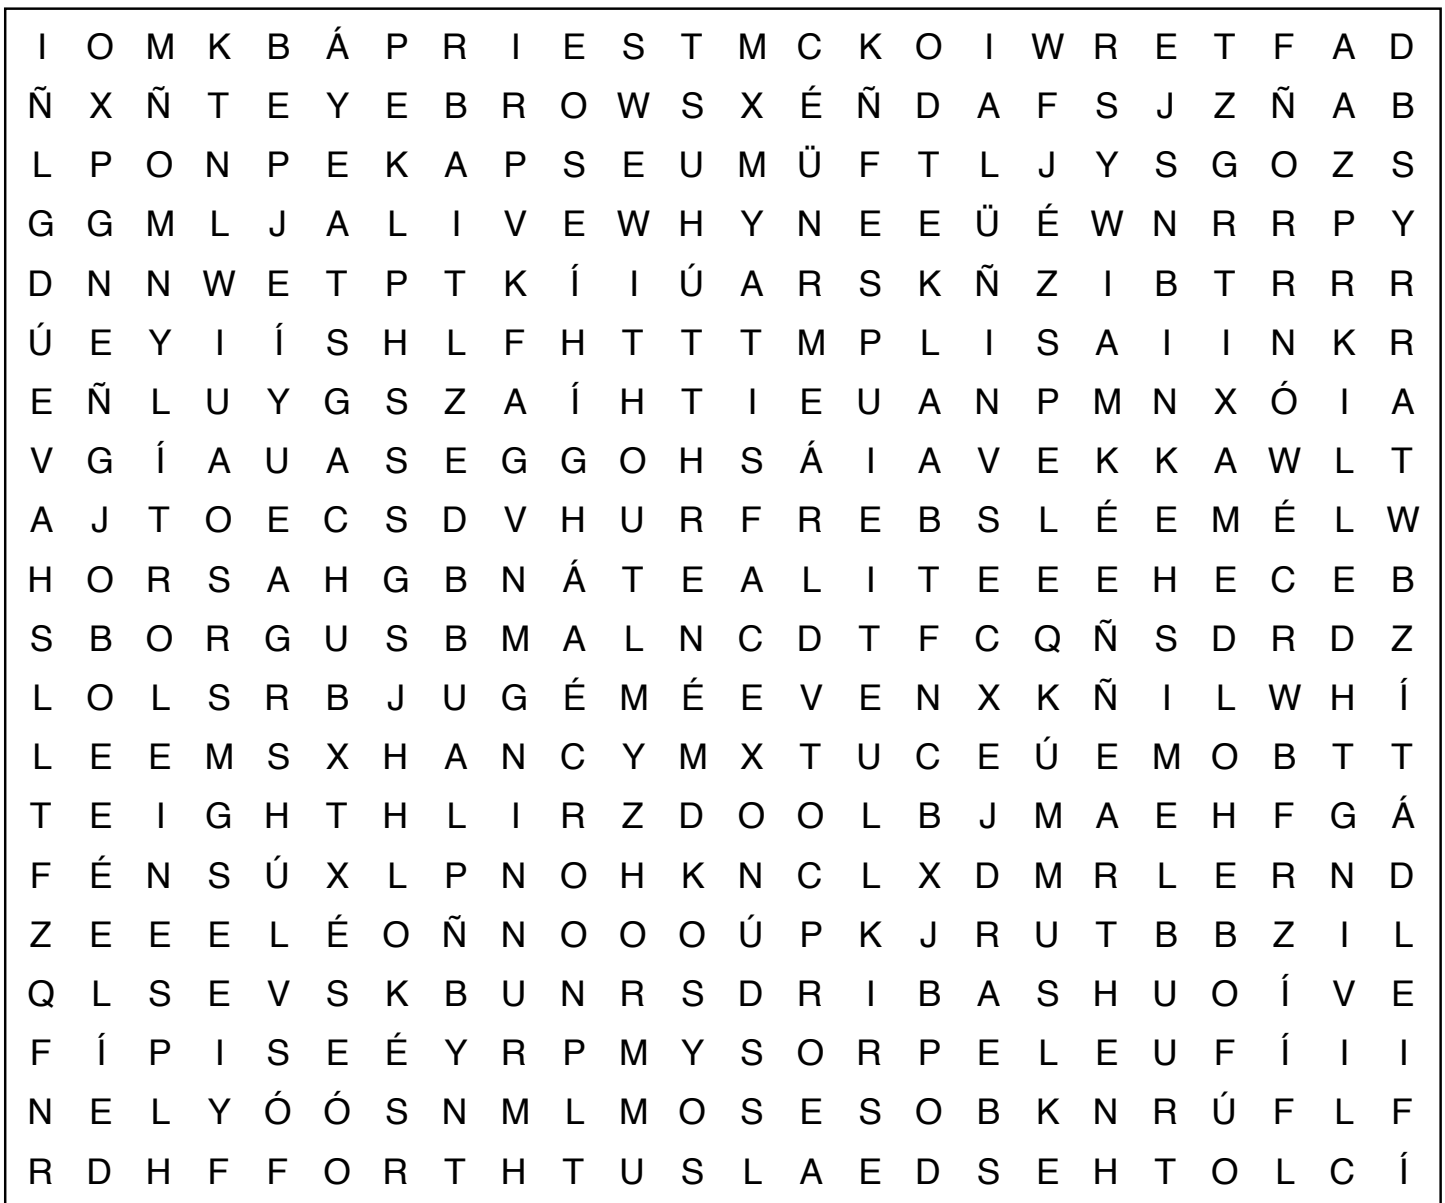 I O M K B Á P R I E S T M C K O I W R E T F A D
Ñ X Ñ T E Y E B R O W S X É Ñ D A F S J Z Ñ A B
L P O N P E K A P S E U M Ü F T L J Y S G O Z S
G G M L J A L I V E W H Y N E E Ü É W N R R P Y
D N N W E T P T K Í I Ú A R S K Ñ Z I B T R R R
Ú E Y I Í S H L F H T T T M P L I S A I I N K R
E Ñ L U Y G S Z A Í H T I E U A N P M N X Ó I A
V G Í A U A S E G G O H S Á I A V E K K A W L T
A J T O E C S D V H U R F R E B S L É E M É L W
H O R S A H G B N Á T E A L I T E E E H E C E B
S B O R G U S B M A L N C D T F C Q Ñ S D R D Z
L O L S R B J U G É M É E V E N X K Ñ I L W H Í
L E E M S X H A N C Y M X T U C E Ú E M O B T T
T E I G H T H L I R Z D O O L B J M A E H F G Á
F É N S Ú X L P N O H K N C L X D M R L E R N D
Z E E E L É O Ñ N O O O Ú P K J R U T B B Z I L
Q L S E V S K B U N R S D R I B A S H U O Í V E
F Í P I S E É Y R P M Y S O R P E L E U F Í I I
N E L Y Ó Ó S N M L M O S E S O B K N R Ú F L F
R D H F F O R T H T U S L A E D S E H T O L C Í